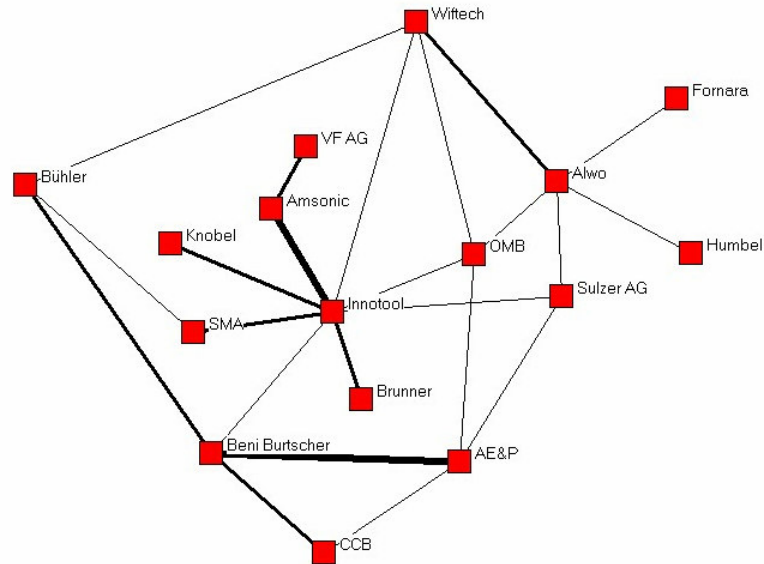 Wiftech
Fornara
VF AG
Bühler
Alwo
Amsonic
Knobel
OMB
Humbel
Sulzer AG
Innotool
SMA
Brunner
Beni Burtscher
AE&P
CCB